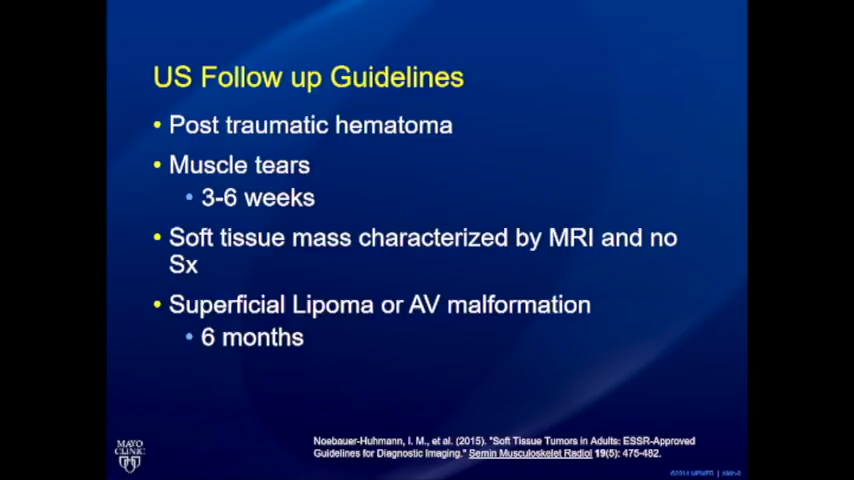 US Follow up Guidelines
• Post traumatic hematoma
• Muscle tears
• 3-6 weeks
• Soft tissue mass characterized by MRI and no
Sx
• Superficial Lipoma or AV malformation
• 6 months
Noebauer-Huhmann, I. M., et al. (2015). "Soft Tissue Tumors in Adults: ESSR-Approved
Guidelines for Diagnostic Imaging." Semin Musculoskelet Radiol 19(5): 475-482.
MAYO
CLINIC